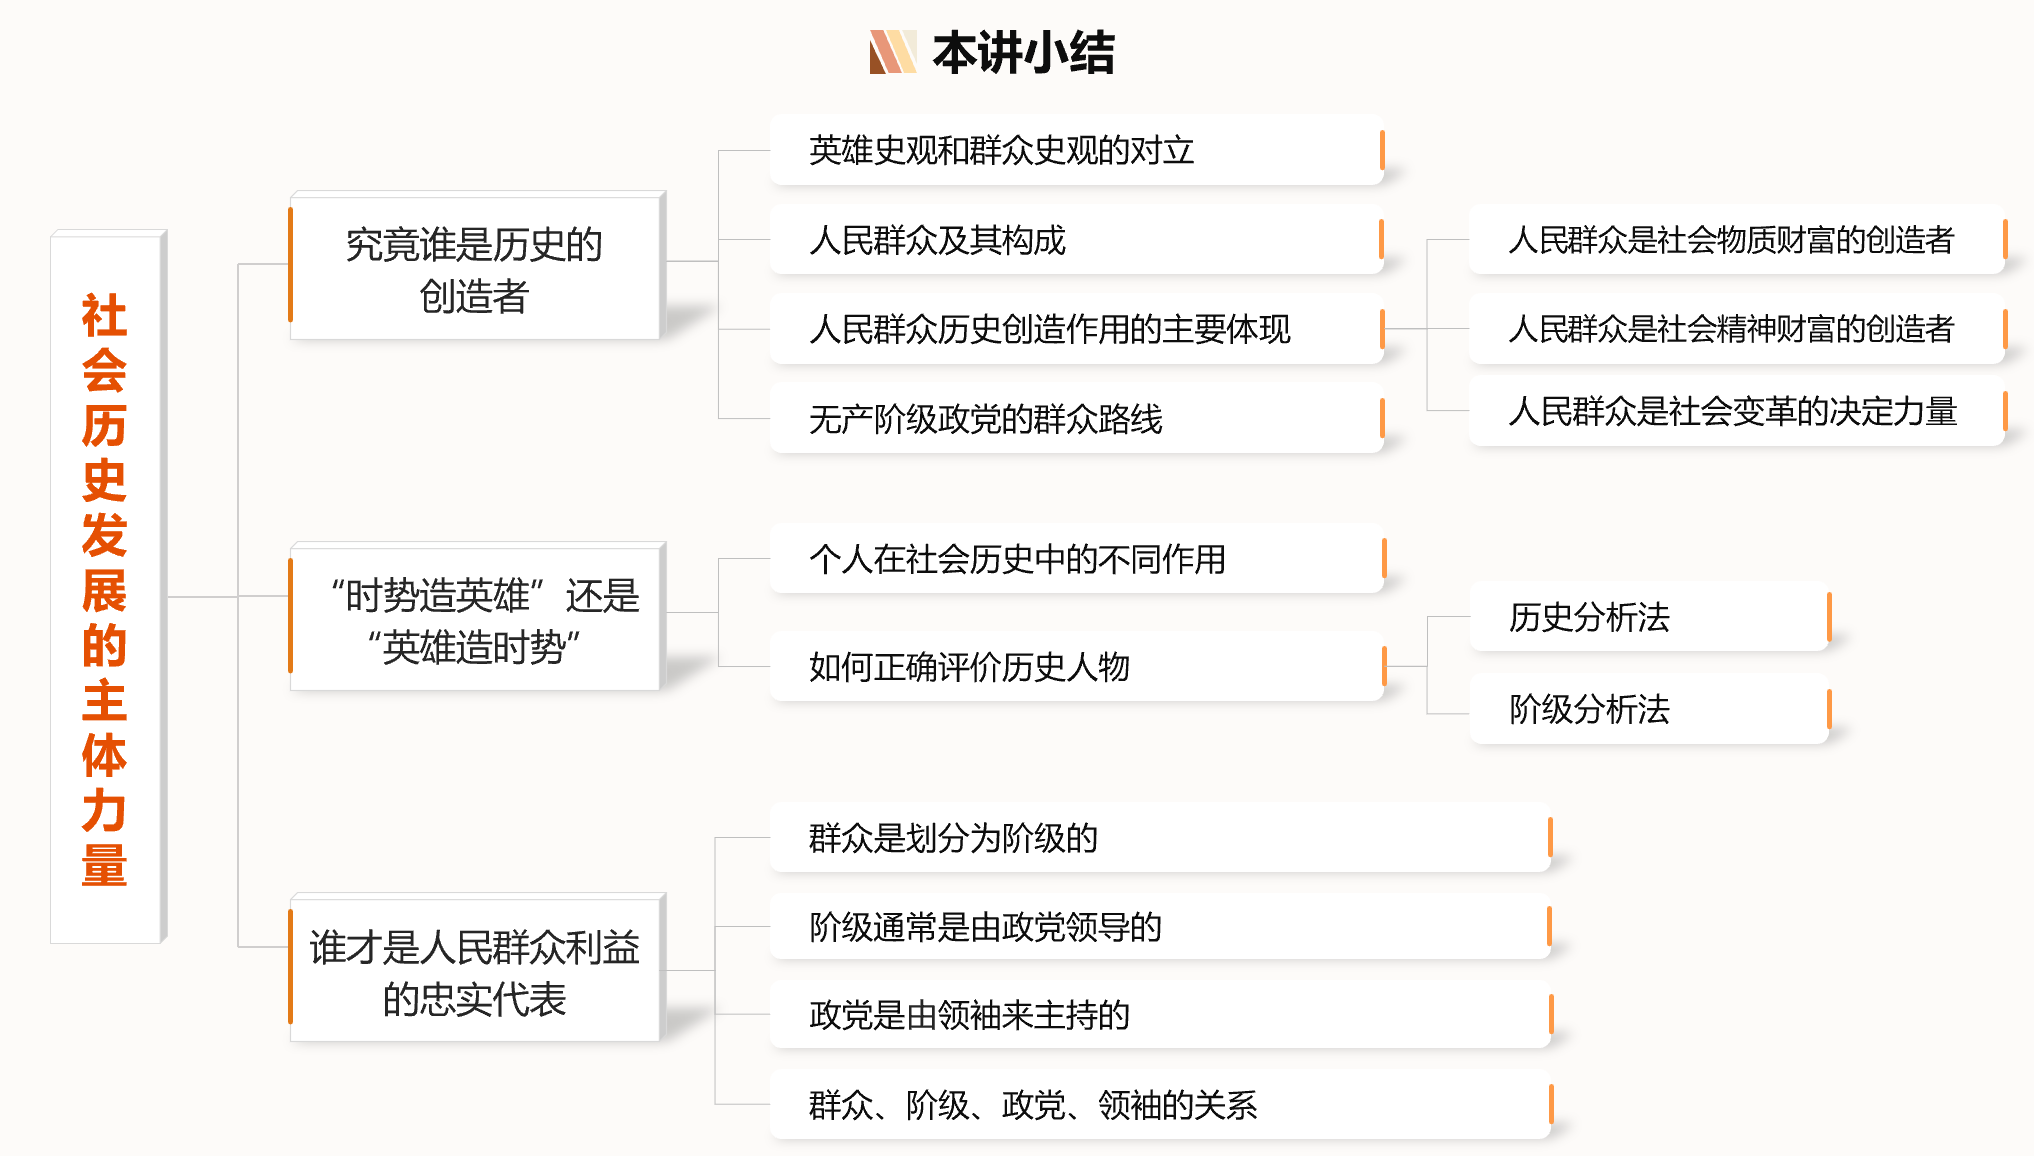 本讲小结
社会历史发展的主体力量
究竟谁是历史的
创造者
英雄史观和群众史观的对立
人民群众及其构成
人民群众历史创造作用的主要体现
人民群众是社会物质财富的创造者
人民群众是社会精神财富的创造者
人民群众是社会变革的决定力量
无产阶级政党的群众路线
“时势造英雄”还是
“英雄造时势”
个人在社会历史中的不同作用
如何正确评价历史人物
历史分析法
阶级分析法
谁才是人民群众利益
的忠实代表
群众是划分为阶级的
阶级通常是由政党领导的
政党是由领袖来主持的
群众、阶级、政党、领袖的关系